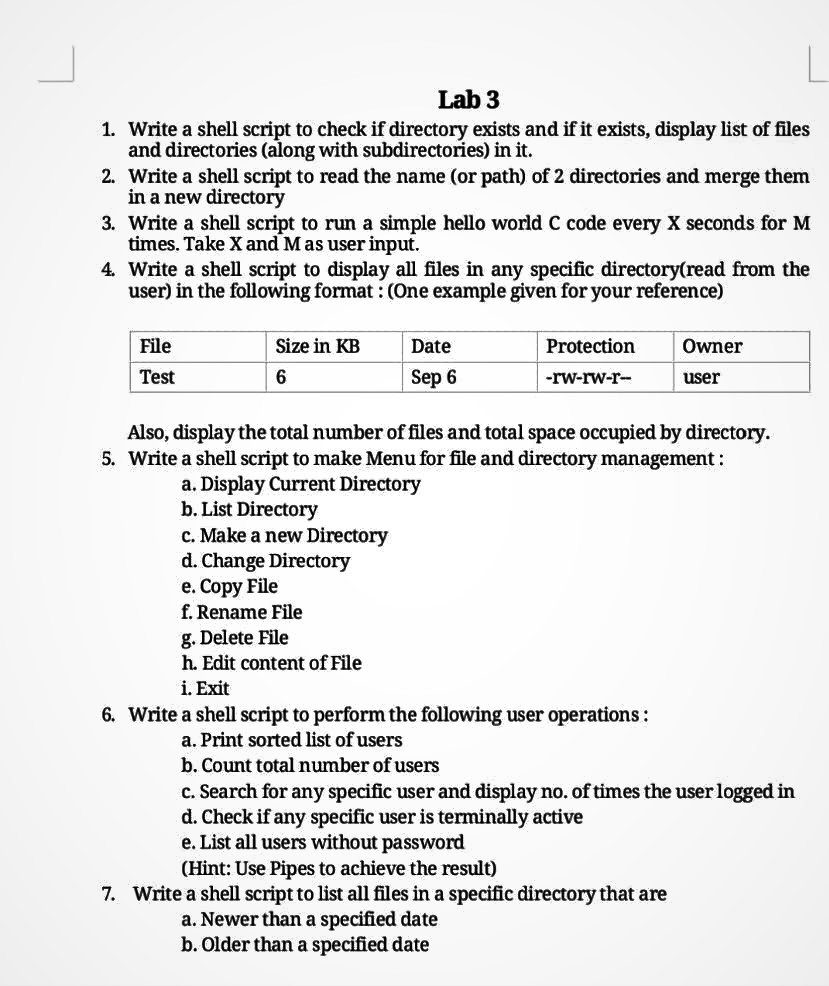 Lab 3
1. Write a shell script to check if directory exists and if it exists, display list of files
and directories (along with subdirectories) in it.
2. Write a shell script to read the name (or path) of 2 directories and merge them
in a new directory
3. Write a shell script to run a simple hello world C code every X seconds for M
times. Take X and M as user input.
4. Write a shell script to display all files in any specific directory(read from the
user) in the following format : (One example given for your reference)
File Size in KB Date Protection Owner
Test 6 Sep 6 -rw-rw-r-- user
Also, display the total number of files and total space occupied by directory.
5. Write a shell script to make Menu for file and directory management :
a. Display Current Directory
b. List Directory
c. Make a new Directory
d. Change Directory
e. Copy File
f. Rename File
g. Delete File
h. Edit content of File
i. Exit
6. Write a shell script to perform the following user operations :
a. Print sorted list of users
b. Count total number of users
c. Search for any specific user and display no. of times the user logged in
d. Check if any specific user is terminally active
e. List all users without password
(Hint: Use Pipes to achieve the result)
7. Write a shell script to list all files in a specific directory that are
a. Newer than a specified date
b. Older than a specified date